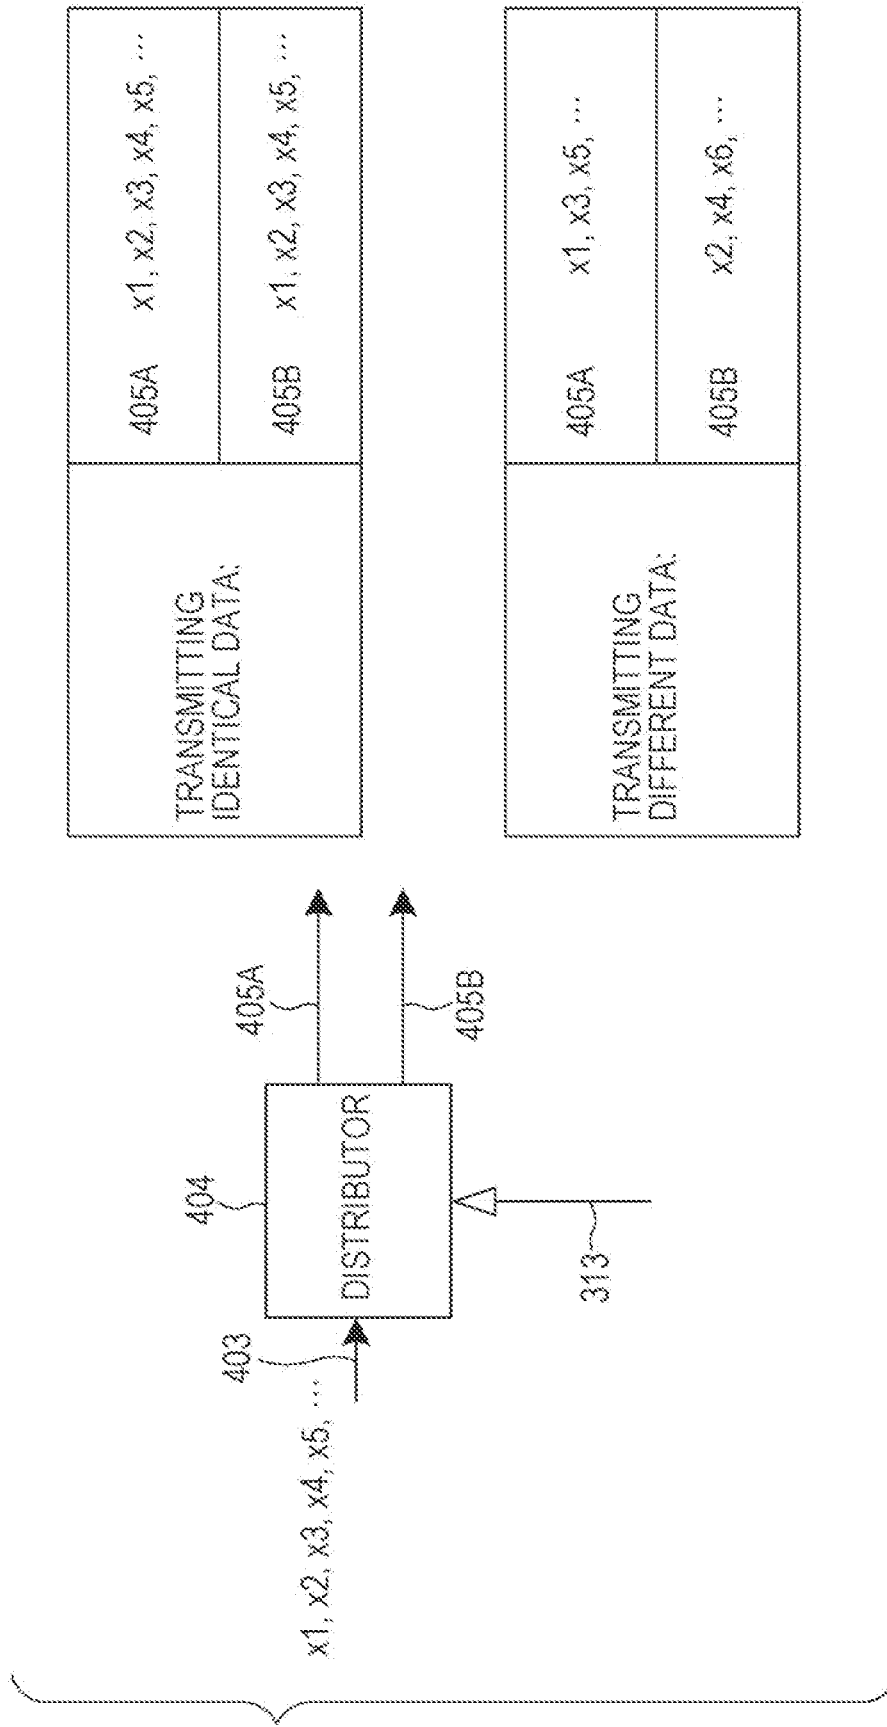 x1, x2, x3, x4, x5, ...
403
404
DISTRIBUTOR
313
405A
405B
TRANSMITTING
IDENTICAL DATA:
405A x1, x2, x3, x4, x5, ...
405B x1, x2, x3, x4, x5, ...
TRANSMITTING
DIFFERENT DATA:
405A x1, x3, x5, ...
405B x2, x4, x6, ...